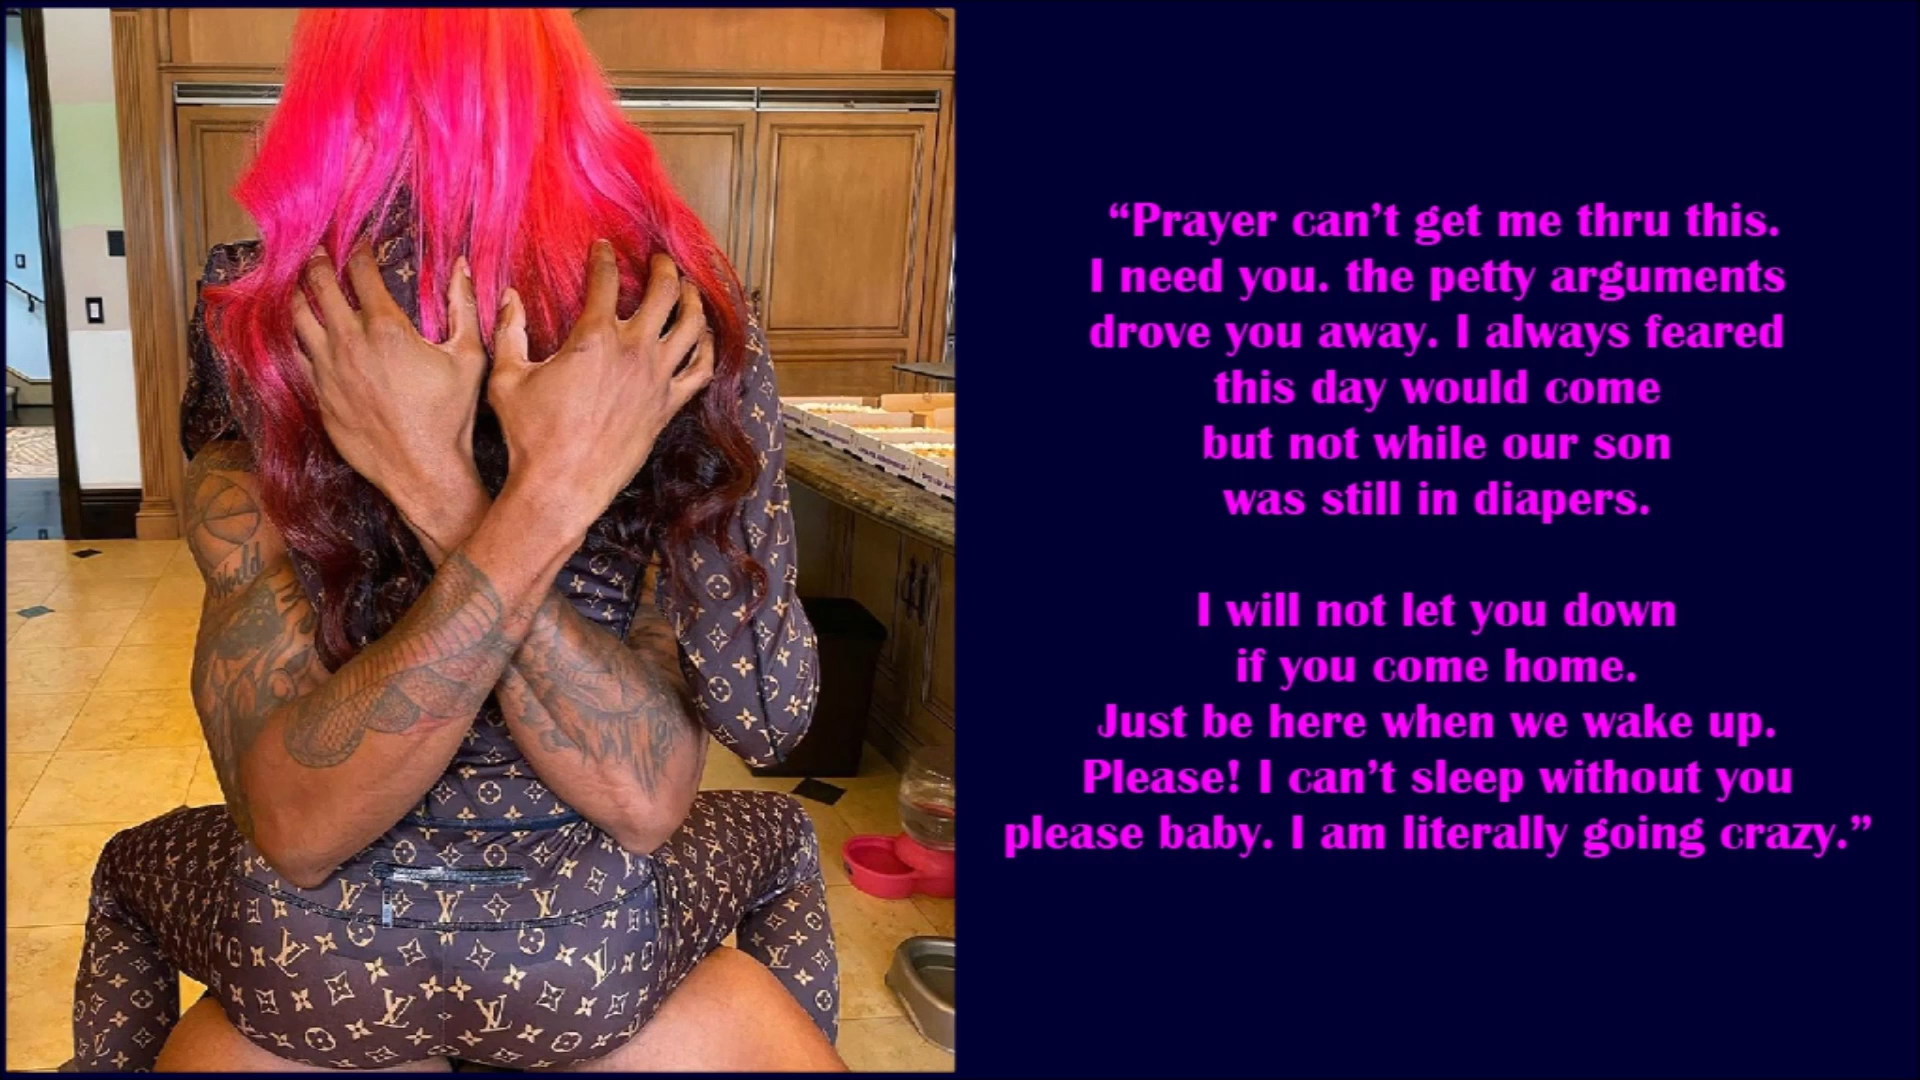 “Prayer can’t get me thru this.
I need you. the petty arguments
drove you away. I always feared
this day would come
but not while our son
was still in diapers.
I will not let you down
if you come home.
Just be here when we wake up.
Please! I can’t sleep without you
please baby. I am literally going crazy.”
World